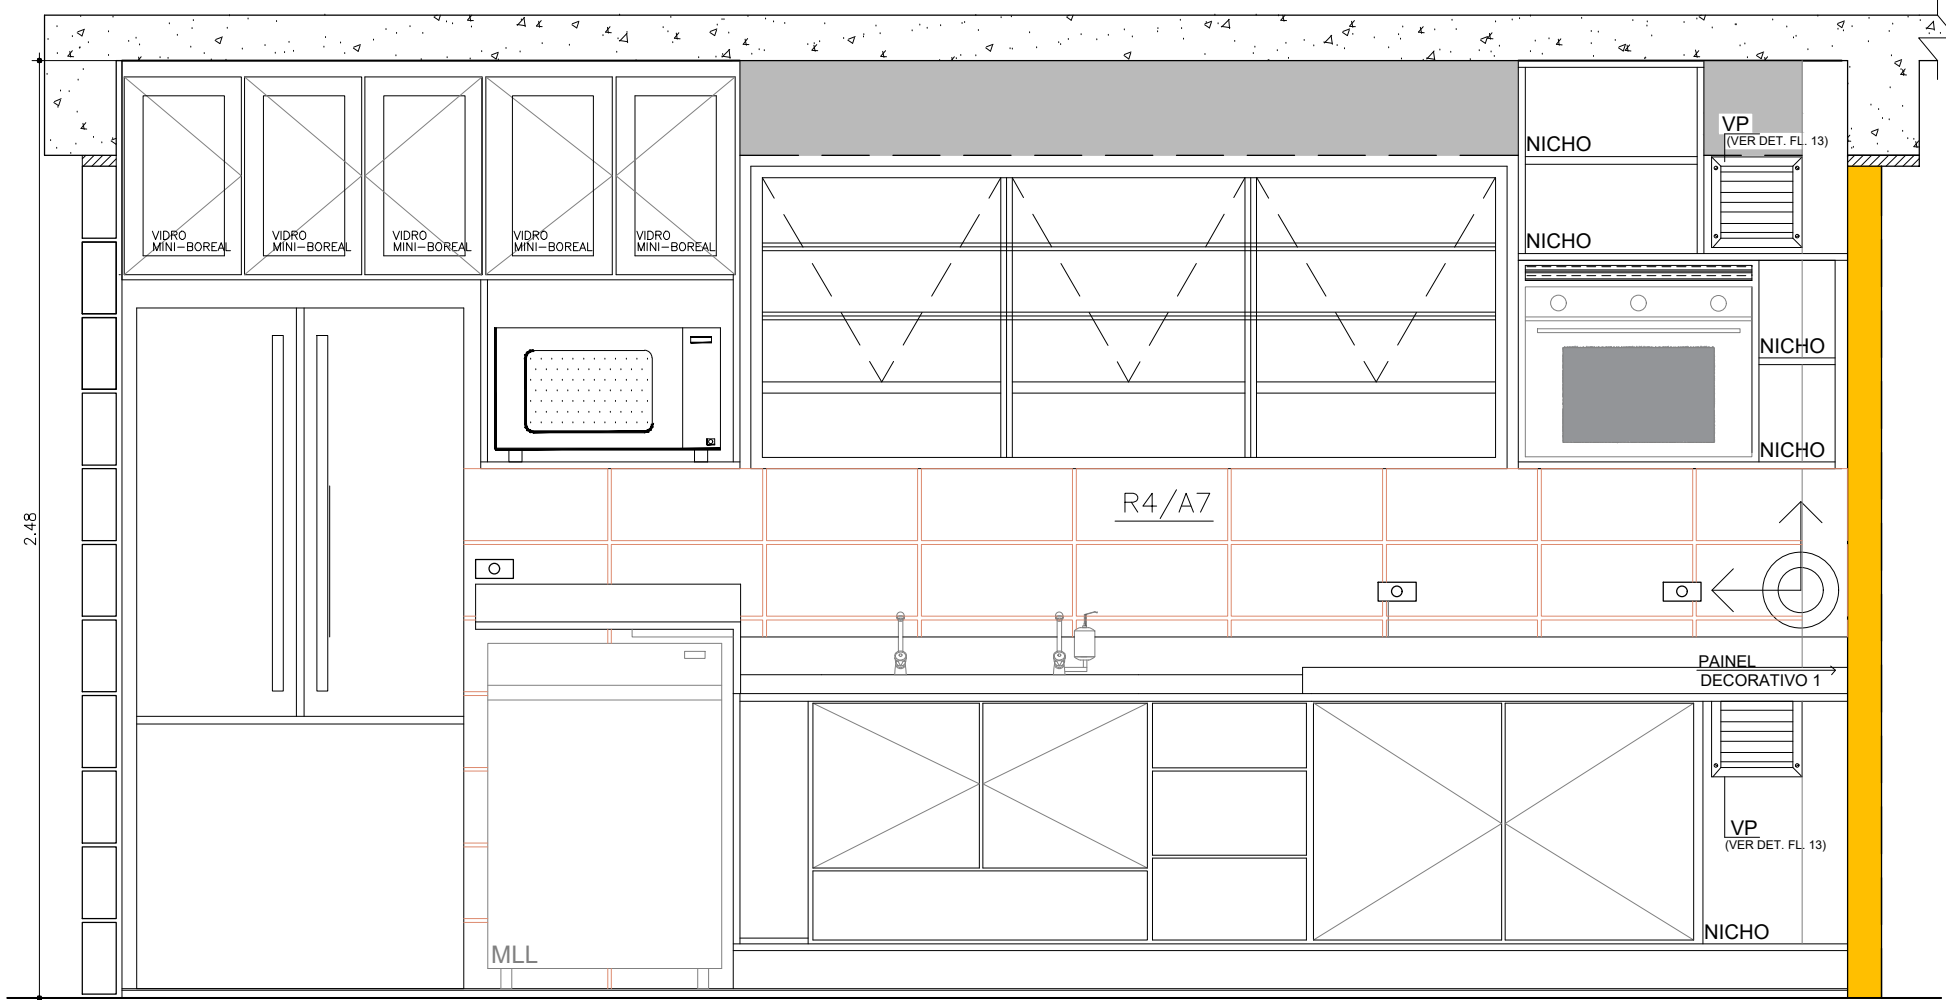 VP
(VER DET. FL. 13)
NICHO
NICHO
VIDRO
MINI-BOREAL
VIDRO
MINI-BOREAL
VIDRO
MINI-BOREAL
VIDRO
MINI-BOREAL
VIDRO
MINI-BOREAL
NICHO
NICHO
R4/A7
2.48
PAINEL
DECORATIVO 1
VP
(VER DET. FL. 13)
NICHO
MLL